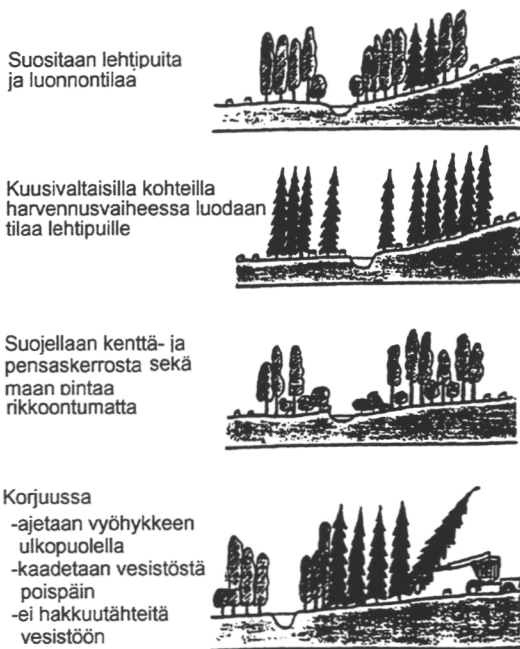 Suositaan lehtipuita
ja luonnontilaa
Kuusivaltaisilla kohteilla
harvennusvaiheessa luodaan
tilaa lehtipuille
Suojellaan kenttä- ja
pensaskerrosta sekä
maan pintaa
rikkoontumatta
Korjuussa
-ajetaan vyöhykkeen
ulkopuolella
-kaadetaan vesistöstä
poispäin
-ei hakkuutähteitä
vesistöön